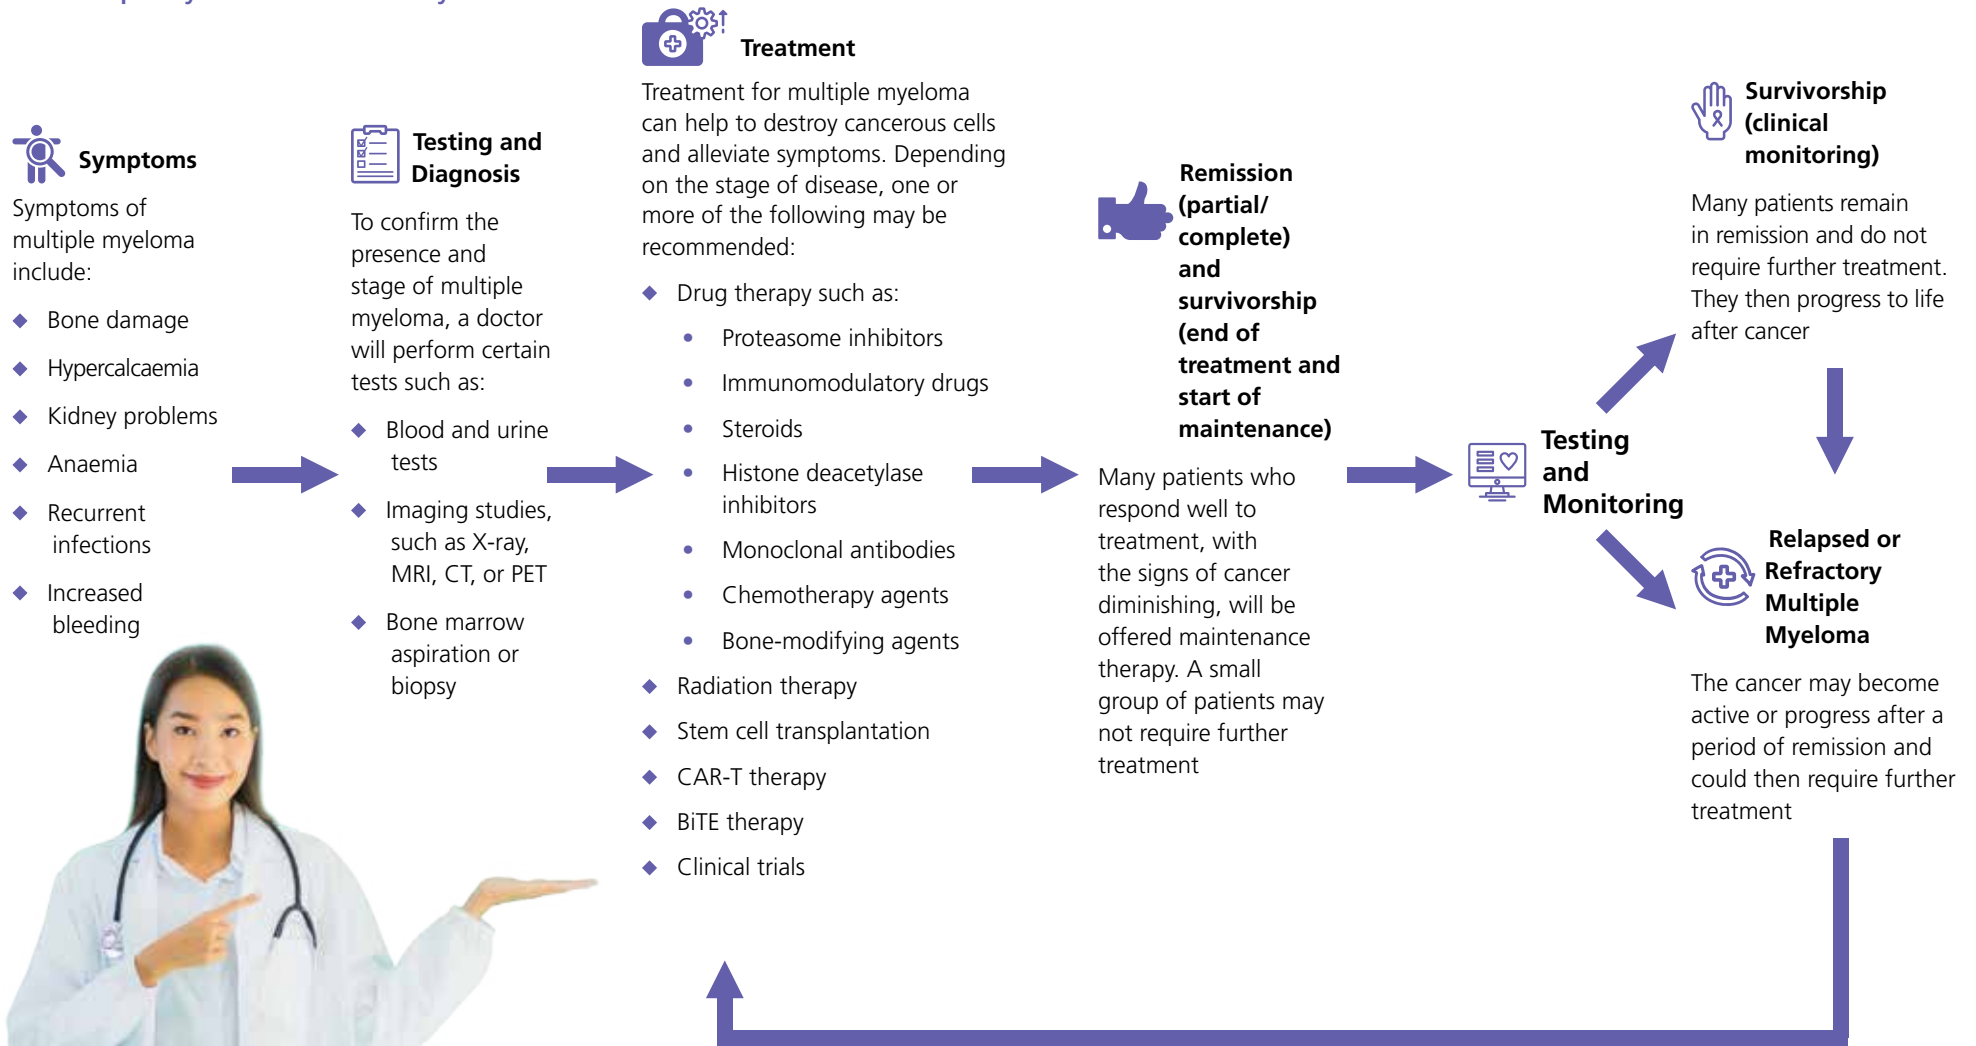 Symptoms
Symptoms of
multiple myeloma
include:
Bone damage
Hypercalcaemia
Kidney problems
Anaemia
Recurrent
infections
Increased
bleeding
Testing and
Diagnosis
To confirm the
presence and
stage of multiple
myeloma, a doctor
will perform certain
tests such as:
Blood and urine
tests
Imaging studies,
such as X-ray,
MRI, CT, or PET
Bone marrow
aspiration or
biopsy
Treatment
Treatment for multiple myeloma
can help to destroy cancerous cells
and alleviate symptoms. Depending
on the stage of disease, one or
more of the following may be
recommended:
Drug therapy such as:
Proteasome inhibitors
Immunomodulatory drugs
Steroids
Histone deacetylase
inhibitors
Monoclonal antibodies
Chemotherapy agents
Bone-modifying agents
Radiation therapy
Stem cell transplantation
CAR-T therapy
BiTE therapy
Clinical trials
Remission
(partial/
complete)
and
survivorship
(end of
treatment and
start of
maintenance)
Many patients who
respond well to
treatment, with
the signs of cancer
diminishing, will be
offered maintenance
therapy. A small
group of patients may
not require further
treatment
Testing
and
Monitoring
Survivorship
(clinical
monitoring)
Many patients remain
in remission and do not
require further treatment.
They then progress to life
after cancer
Relapsed or
Refractory
Multiple
Myeloma
The cancer may become
active or progress after a
period of remission and
could then require further
treatment